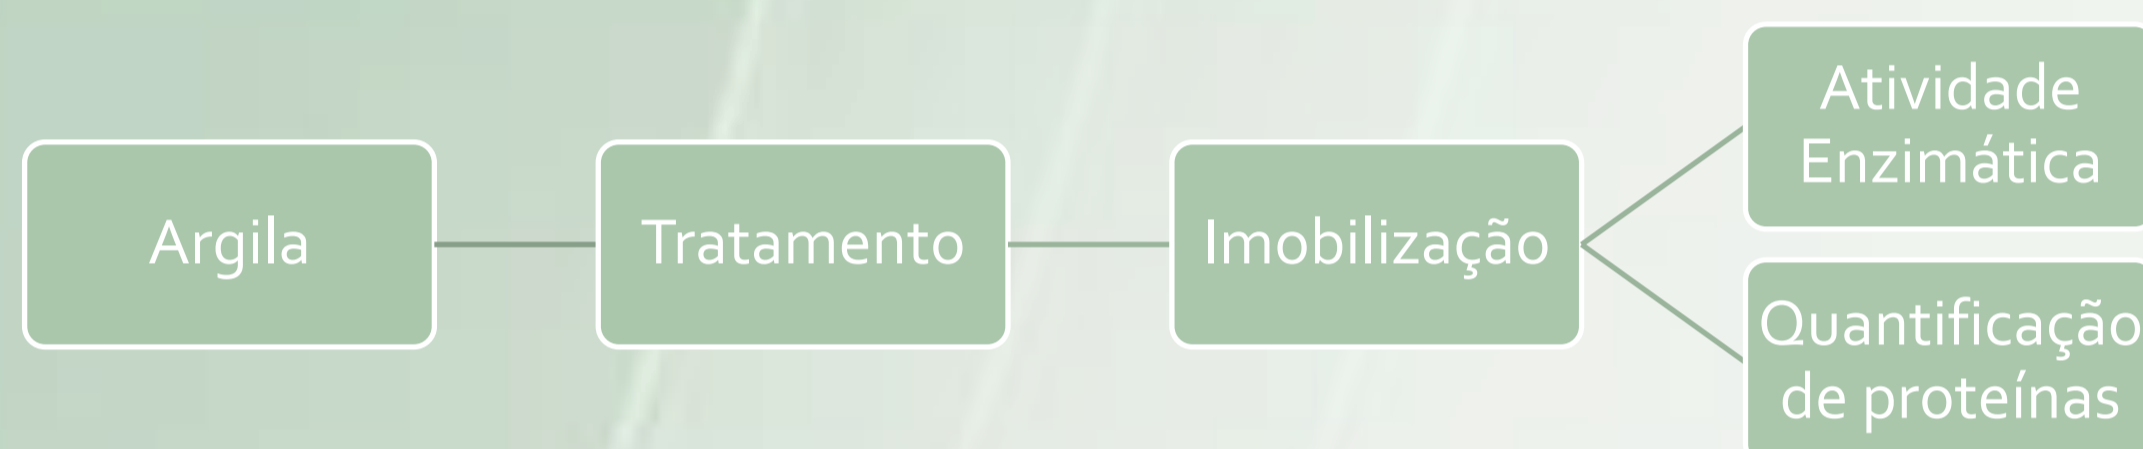 Argila
Tratamento
Imobilização
Atividade
Enzimática
Quantificação
de proteínas